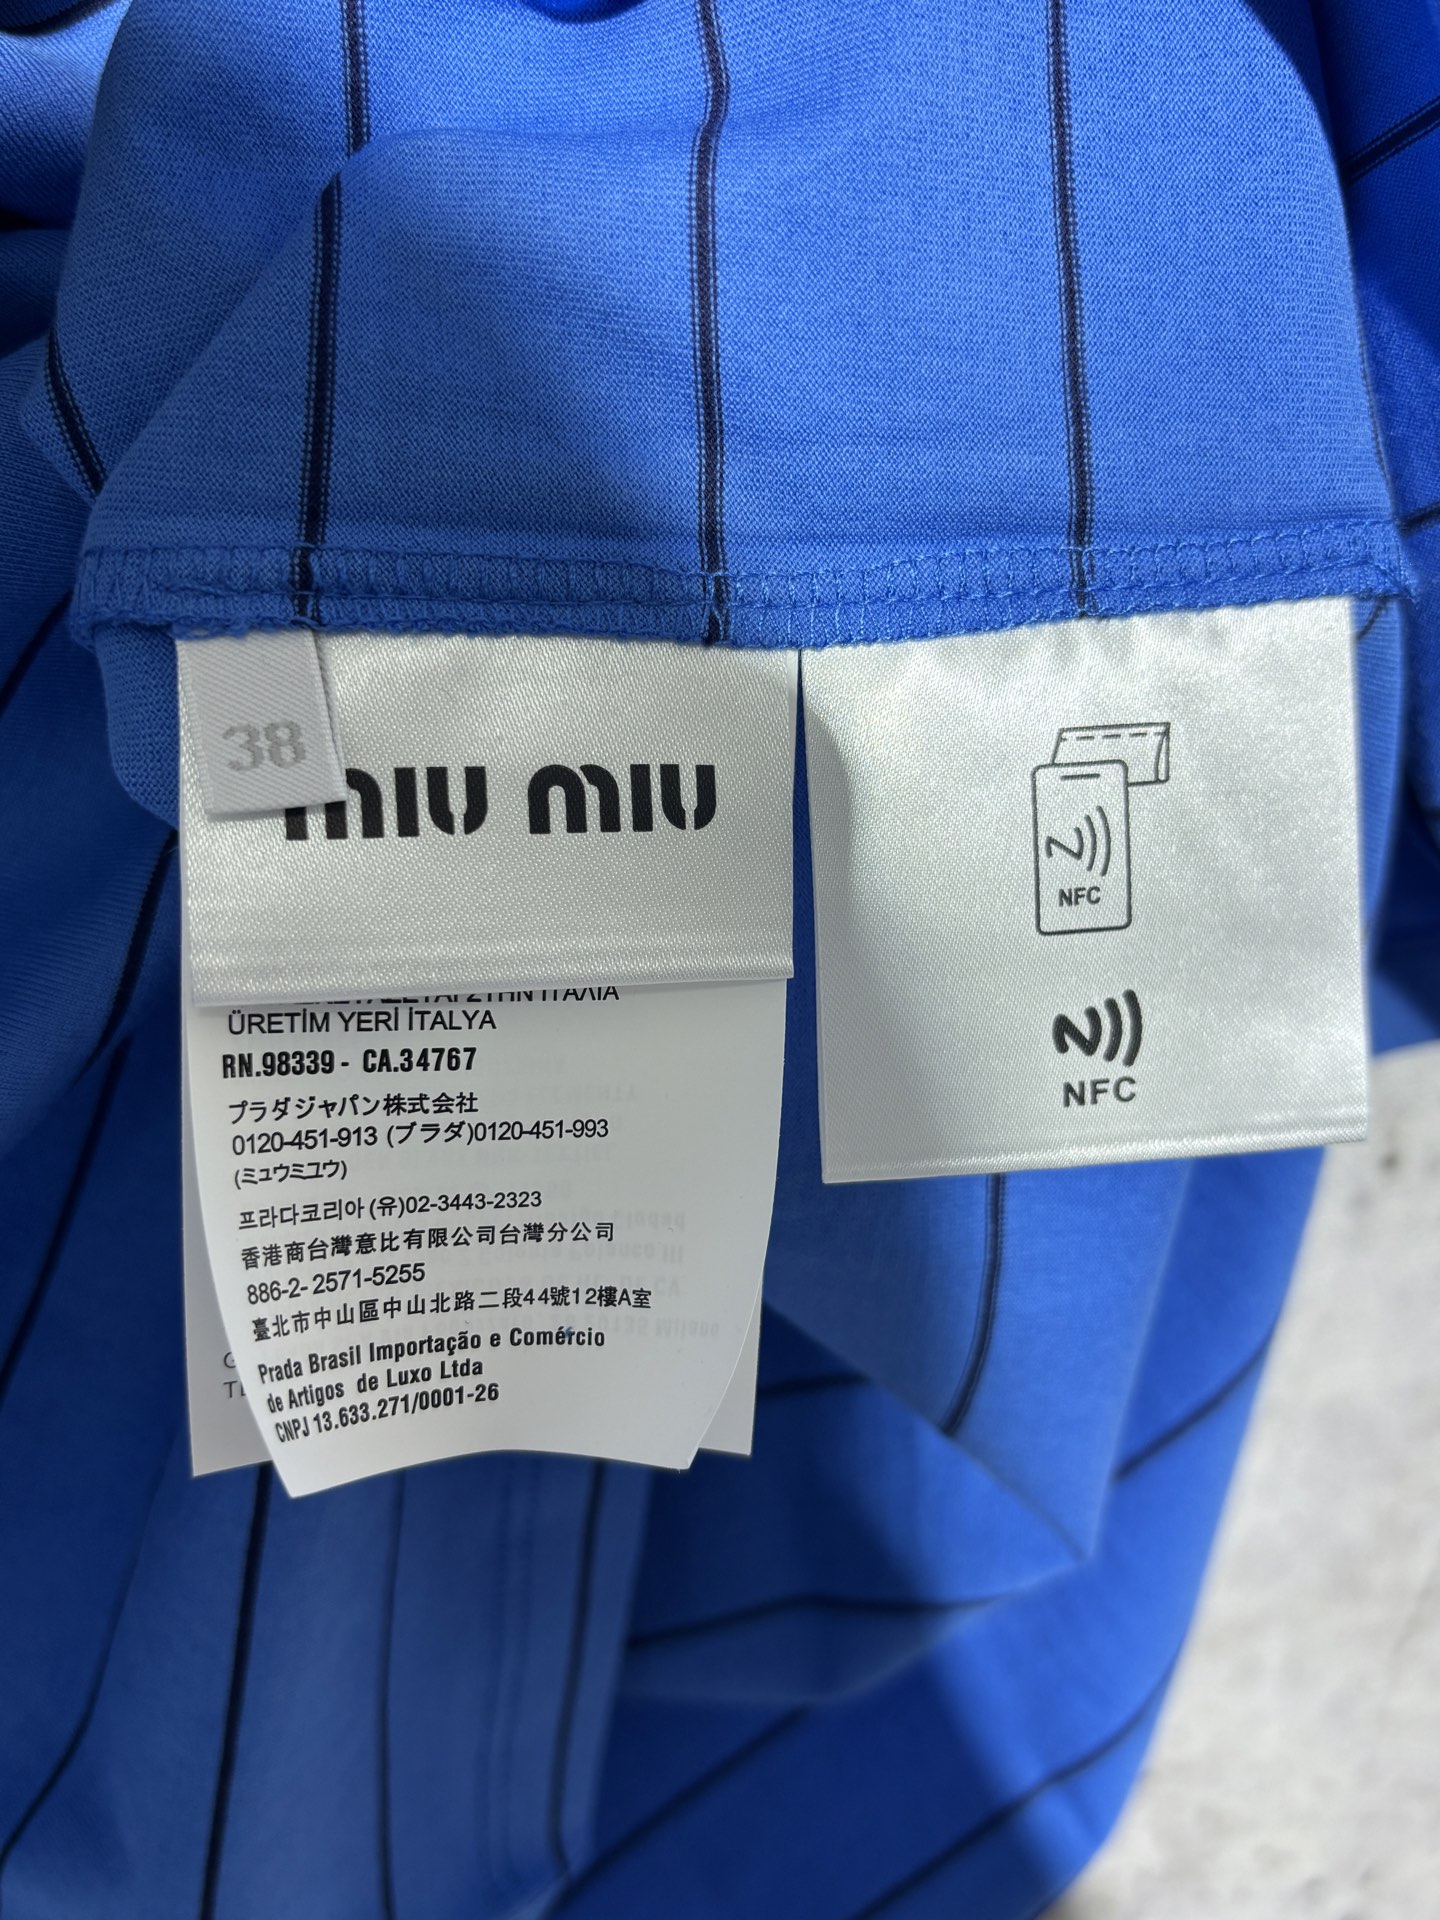 38
miu miu
ÜRETİM YERİ İTALYA
RN.98339 - CA.34767
プラダジャパン株式会社
0120-451-913 (プラダ)0120-451-993
(ミュウミュウ)
프라다코리아(유)02-3443-2323
香港商台灣意比有限公司台灣分公司
886-2-2571-5255
臺北市中山區中山北路二段44號12樓A室
Prada Brasil Importação e Comércio
de Artigos de Luxo Ltda
CNPJ 13.633.271/0001-26
NFC
NFC